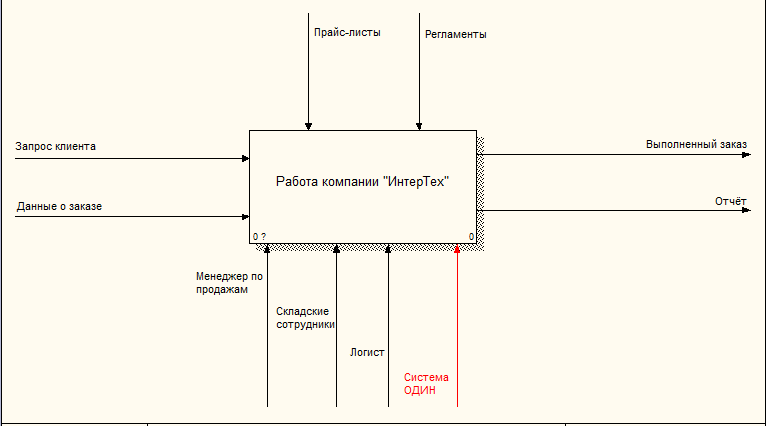 Прайс-листы
Регламенты
Запрос клиента
Выполненный заказ
Работа компании "ИнтерТех"
Данные о заказе
Отчёт
0 ?
0
Менеджер по
продажам
Складские
сотрудники
Логист
Система
ОДИН